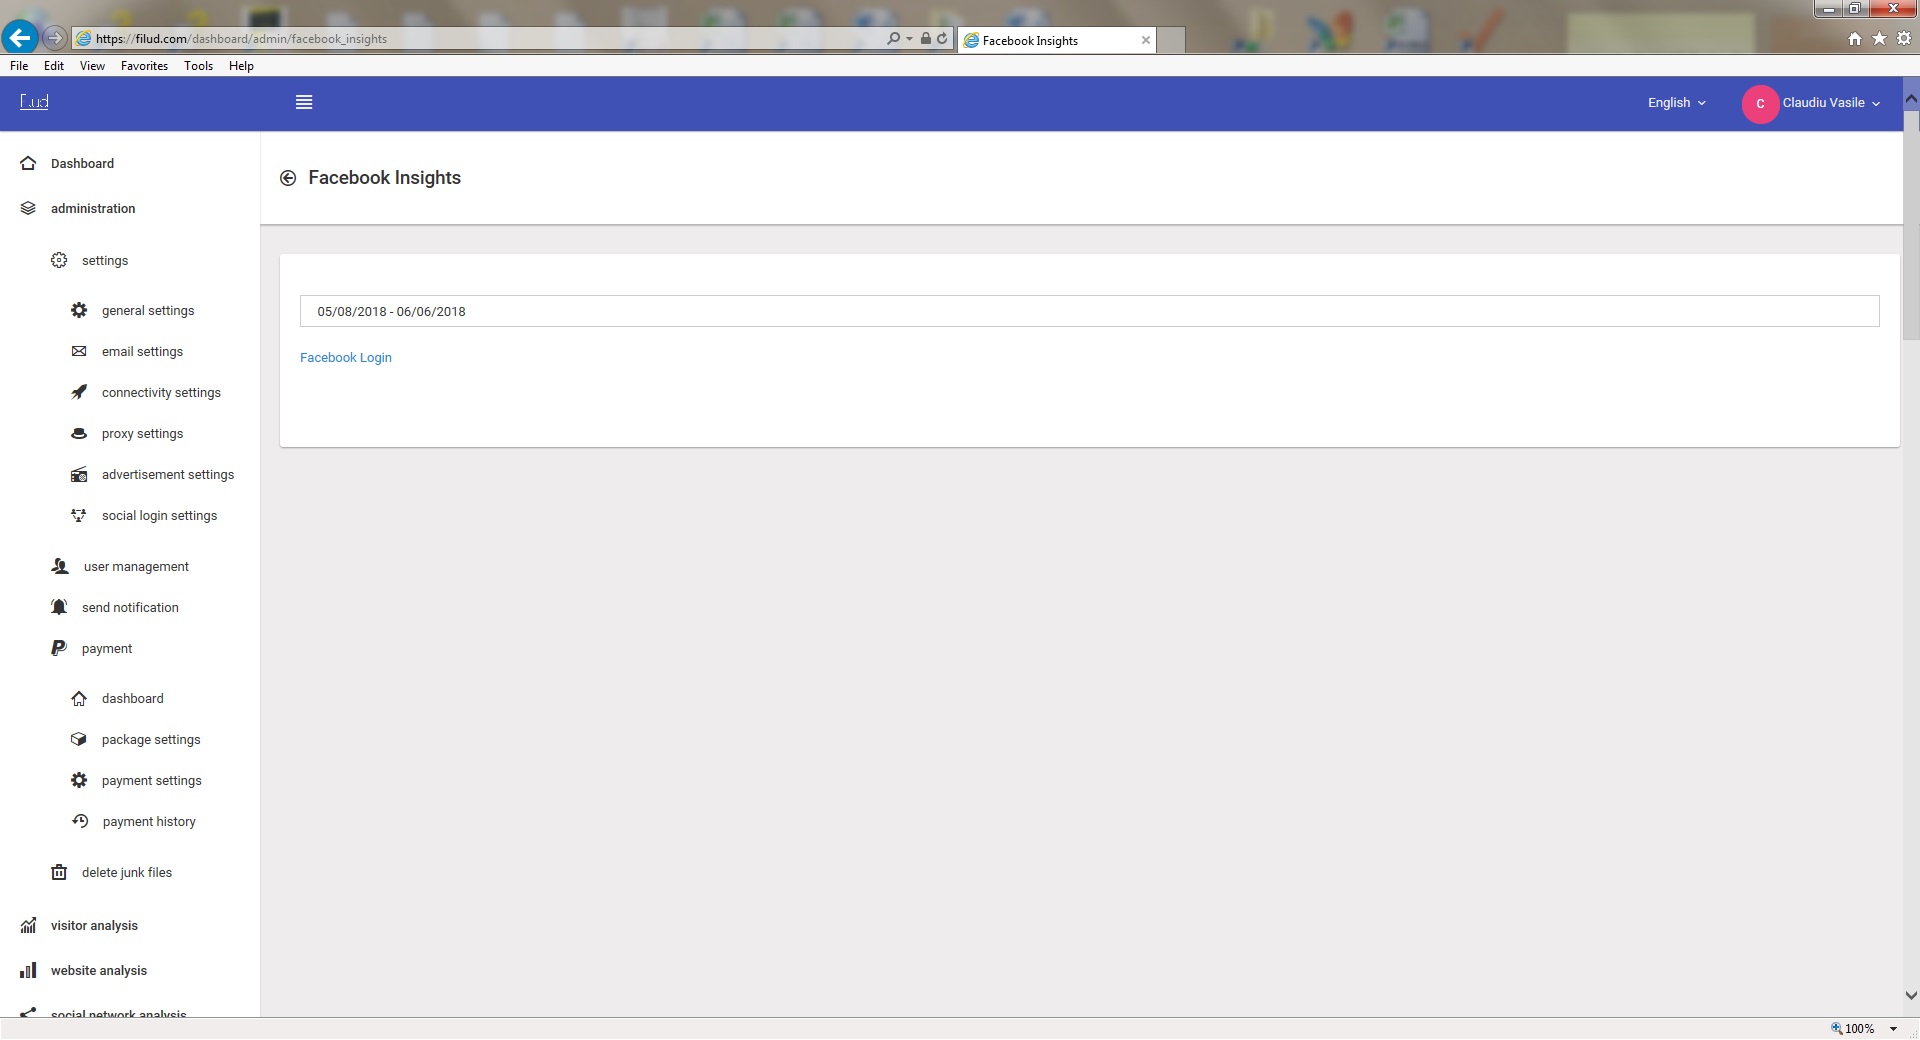 https://filud.com/dashboard/admin/facebook_insights
Facebook Insights
File Edit View Favorites Tools Help
English
C
Claudiu Vasile
Dashboard
administration
settings
general settings
email settings
connectivity settings
proxy settings
advertisement settings
social login settings
user management
send notification
payment
dashboard
package settings
payment settings
payment history
delete junk files
visitor analysis
website analysis
social network analysis
Facebook Insights
05/08/2018 - 06/06/2018
Facebook Login
100%